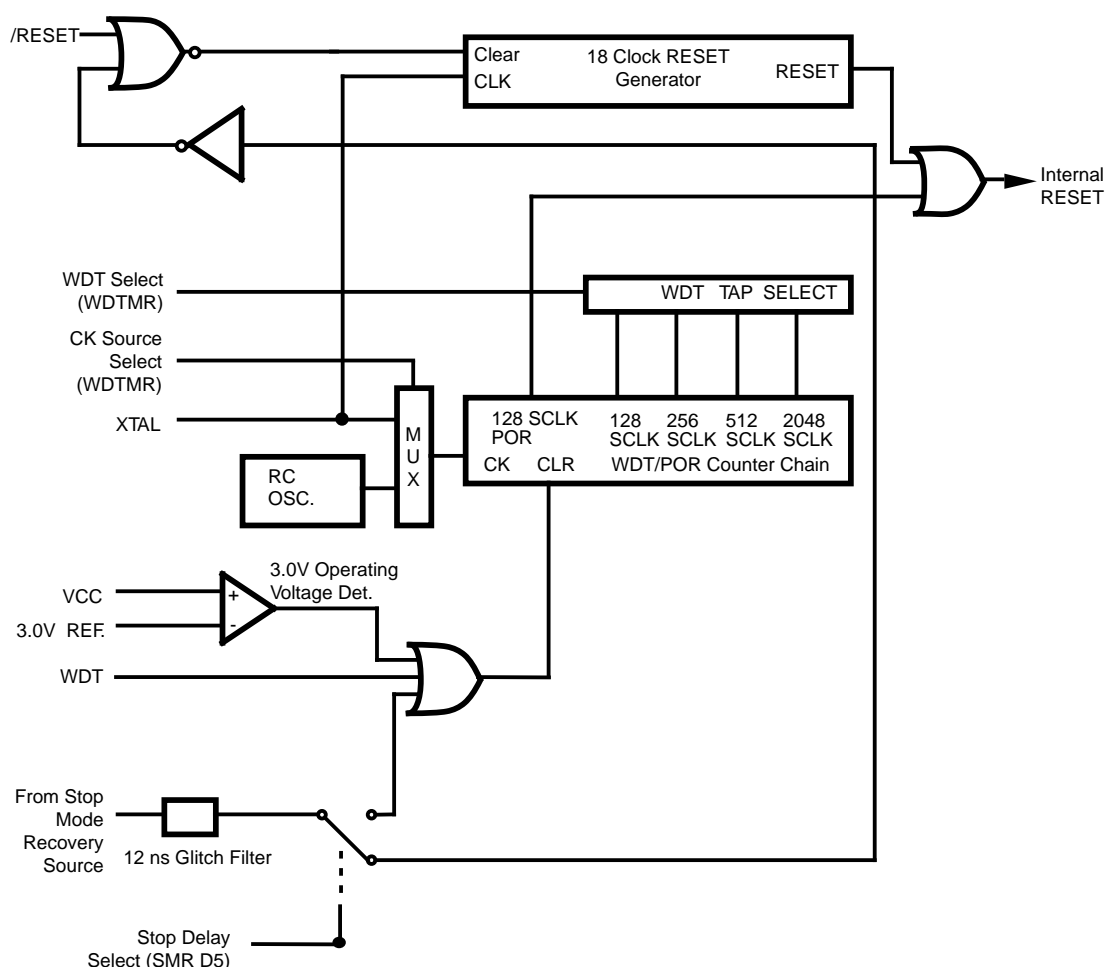 /RESET
Clear
CLK
18 Clock RESET
Generator
RESET
Internal
RESET
WDT Select
(WDTMR)
WDT TAP SELECT
CK Source
Select
(WDTMR)
XTAL
M
U
X
128 SCLK
POR
128
SCLK
256
SCLK
512
SCLK
2048
SCLK
CK
CLR
WDT/POR Counter Chain
RC
OSC.
3.0V Operating
Voltage Det.
VCC
+
3.0V REF.
-
WDT
From Stop
Mode
Recovery
Source
12 ns Glitch Filter
Stop Delay
Select (SMR D5)